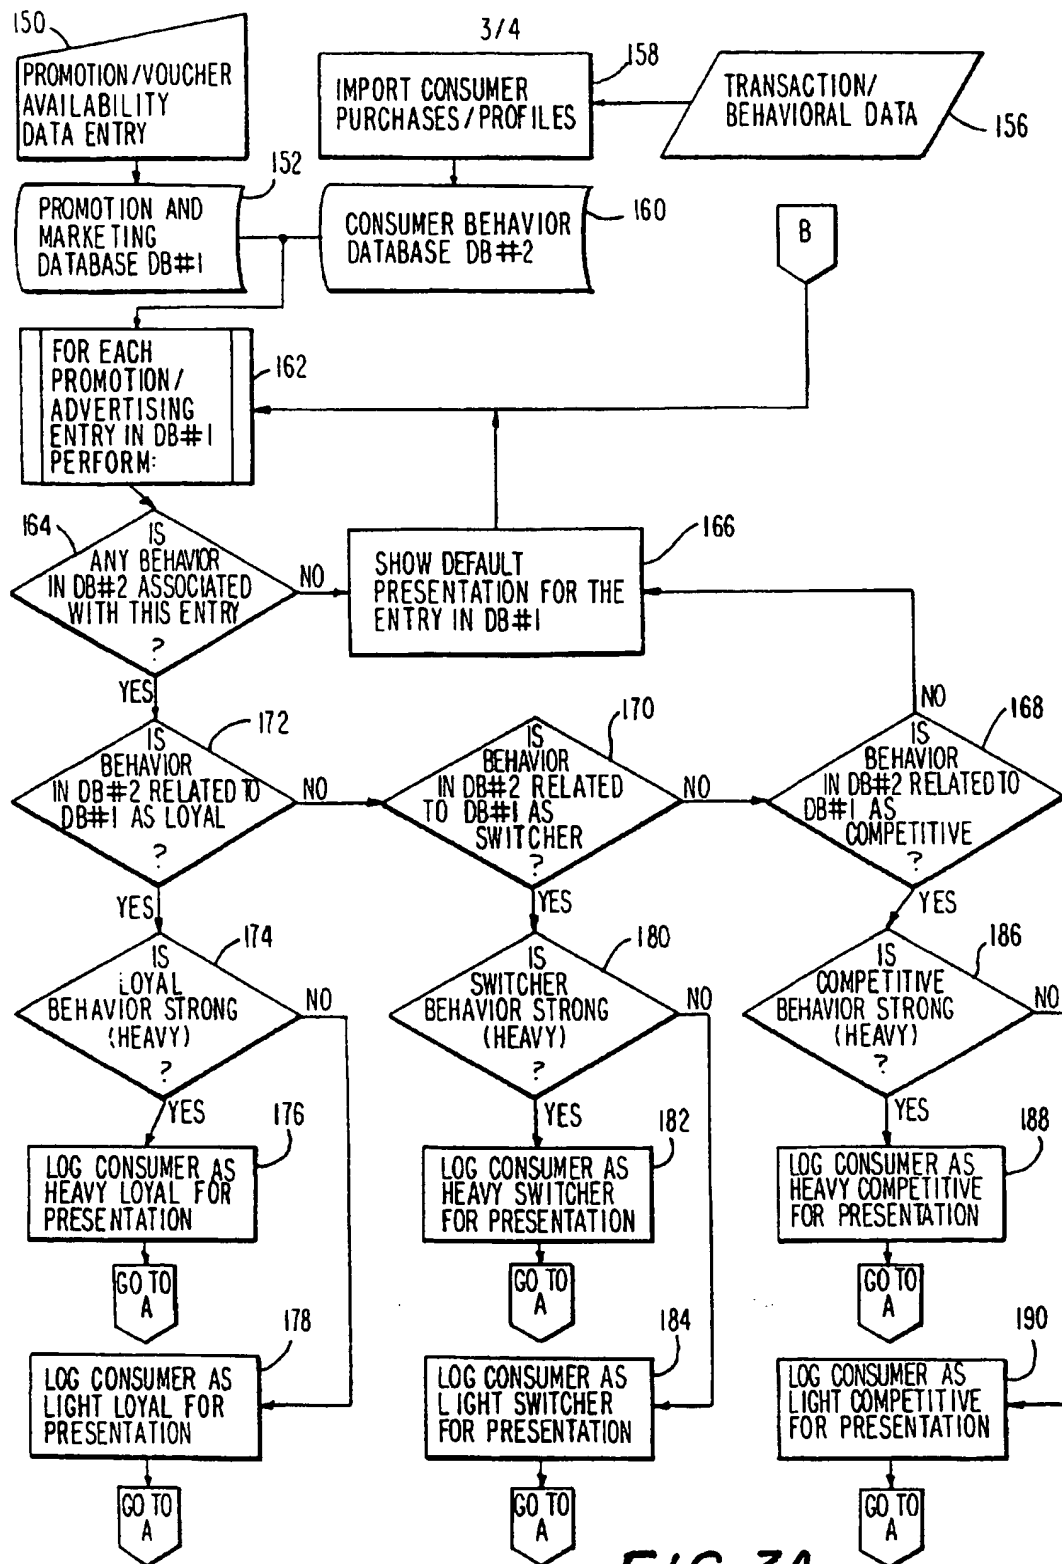 3/4
150
PROMOTION/VOUCHER
AVAILABILITY
DATA ENTRY
158
IMPORT CONSUMER
PURCHASES/PROFILES
TRANSACTION/
BEHAVIORAL DATA
156
152
PROMOTION AND
MARKETING
DATABASE DB#1
160
CONSUMER BEHAVIOR
DATABASE DB#2
B
162
FOR EACH
PROMOTION/
ADVERTISING
ENTRY IN DB#1
PERFORM:
164
IS
ANY BEHAVIOR
IN DB#2 ASSOCIATED
WITH THIS ENTRY
?
NO
YES
166
SHOW DEFAULT
PRESENTATION FOR THE
ENTRY IN DB#1
NO
172
IS
BEHAVIOR
IN DB#2 RELATED TO
DB#1 AS LOYAL
?
NO
YES
170
IS
BEHAVIOR
IN DB#2 RELATED
TO DB#1 AS
SWITCHER
?
NO
YES
168
IS
BEHAVIOR
IN DB#2 RELATED TO
DB#1 AS
COMPETITIVE
?
YES
174
IS
LOYAL
BEHAVIOR STRONG
(HEAVY)
?
NO
YES
180
IS
SWITCHER
BEHAVIOR STRONG
(HEAVY)
?
NO
YES
186
IS
COMPETITIVE
BEHAVIOR STRONG
(HEAVY)
?
NO
YES
176
LOG CONSUMER AS
HEAVY LOYAL FOR
PRESENTATION
182
LOG CONSUMER AS
HEAVY SWITCHER
FOR PRESENTATION
188
LOG CONSUMER AS
HEAVY COMPETITIVE
FOR PRESENTATION
GO TO
A
GO TO
A
GO TO
A
178
LOG CONSUMER AS
LIGHT LOYAL FOR
PRESENTATION
184
LOG CONSUMER AS
LIGHT SWITCHER
FOR PRESENTATION
190
LOG CONSUMER AS
LIGHT COMPETITIVE
FOR PRESENTATION
GO TO
A
GO TO
A
GO TO
A
FIG. 3A